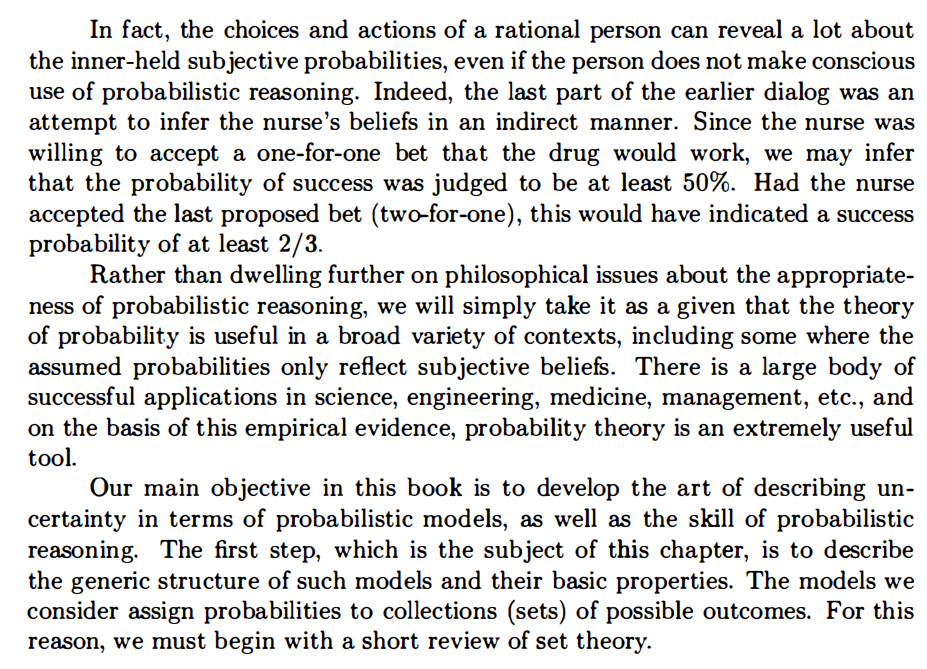 In fact, the choices and actions of a rational person can reveal a lot about
the inner-held subjective probabilities, even if the person does not make conscious
use of probabilistic reasoning. Indeed, the last part of the earlier dialog was an
attempt to infer the nurse's beliefs in an indirect manner. Since the nurse was
willing to accept a one-for-one bet that the drug would work, we may infer
that the probability of success was judged to be at least 50%. Had the nurse
accepted the last proposed bet (two-for-one), this would have indicated a success
probability of at least 2/3.
Rather than dwelling further on philosophical issues about the appropriate-
ness of probabilistic reasoning, we will simply take it as a given that the theory
of probability is useful in a broad variety of contexts, including some where the
assumed probabilities only reflect subjective beliefs. There is a large body of
successful applications in science, engineering, medicine, management, etc., and
on the basis of this empirical evidence, probability theory is an extremely useful
tool.
Our main objective in this book is to develop the art of describing un-
certainty in terms of probabilistic models, as well as the skill of probabilistic
reasoning. The first step, which is the subject of this chapter, is to describe
the generic structure of such models and their basic properties. The models we
consider assign probabilities to collections (sets) of possible outcomes. For this
reason, we must begin with a short review of set theory.